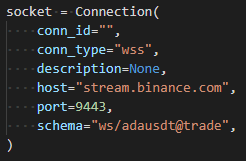 socket = Connection(
    conn_id="",
    conn_type="wss",
    description=None,
    host="stream.binance.com",
    port=9443,
    schema="ws/adausdt@trade",
)